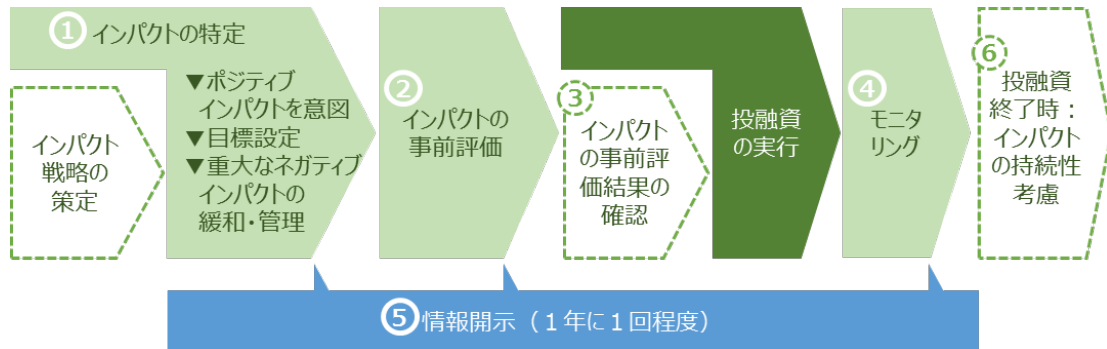 ① インパクトの特定
インパクト
戦略の
策定
▼ポジティブ
インパクトを意図
▼目標設定
▼重大なネガティブ
インパクトの
緩和・管理
②
インパクトの
事前評価
③
インパクト
の事前評
価結果の
確認
投融資
の実行
④
モニタ
リング
⑥
投融資
終了時：
インパクト
の持続性
考慮
⑤情報開示（１年に１回程度）